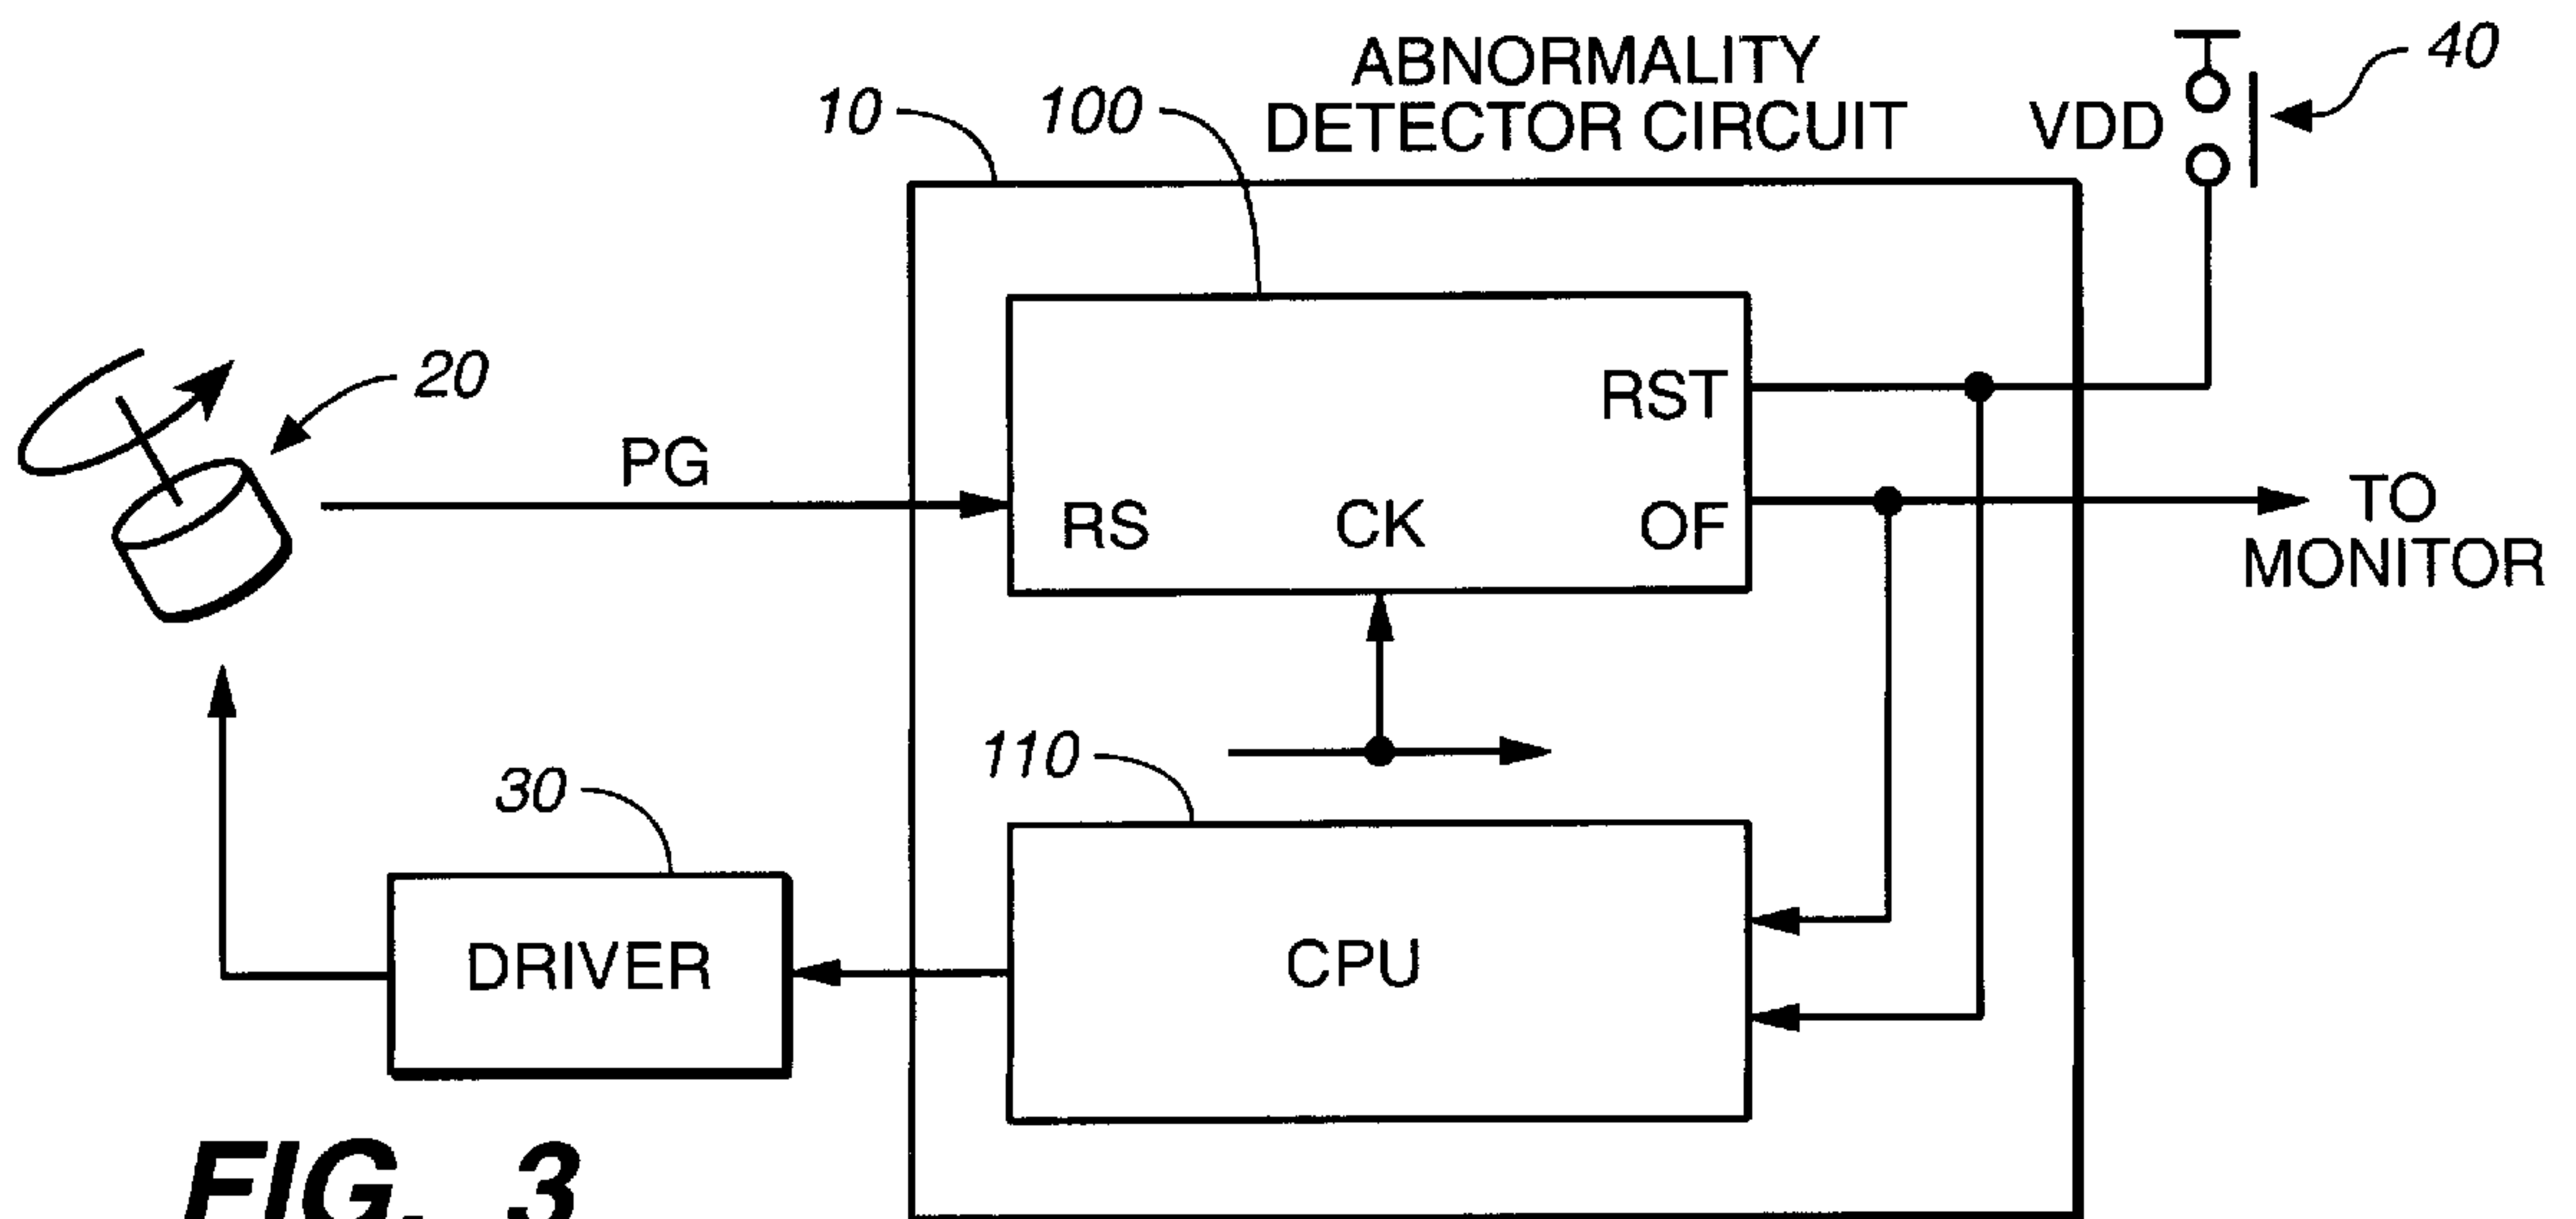 ABNORMALITY
DETECTOR CIRCUIT
10
100
VDD
40
20
PG
RST
RS
CK
OF
TO
MONITOR
110
30
DRIVER
CPU
FIG. 3